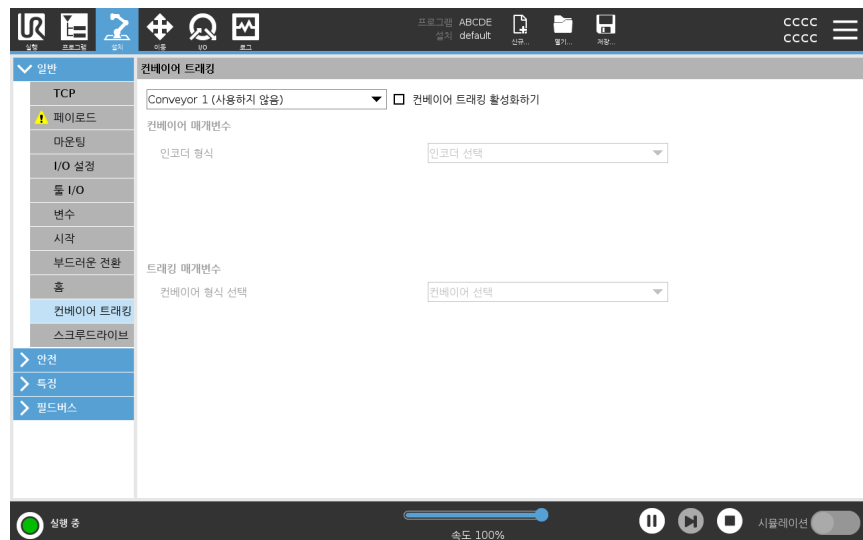 프로그램 ABCDE
설치 default
CCCC
CCCC
실행 프로그램 설치 이동 I/O 로그 신규... 열기... 저장...
일반
컨베이어 트래킹
TCP
Conveyor 1 (사용하지 않음) 컨베이어 트래킹 활성화하기
페이로드
컨베이어 매개변수
마운팅
인코더 형식 인코더 선택
I/O 설정
툴 I/O
변수
시작
부드러운 전환
트래킹 매개변수
홈
컨베이어 형식 선택 컨베이어 선택
컨베이어 트래킹
스크루드라이브
안전
특징
필드버스
실행 중
속도 100%
시뮬레이션